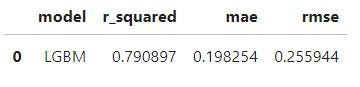 model r_squared mae rmse
0 LGBM 0.790897 0.198254 0.255944